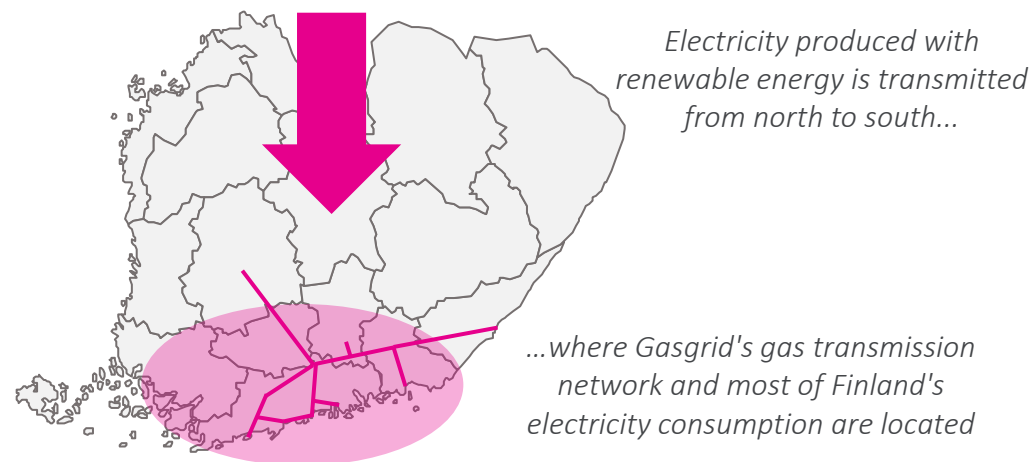 Electricity produced with
renewable energy is transmitted
from north to south...
...where Gasgrid's gas transmission
network and most of Finland's
electricity consumption are located